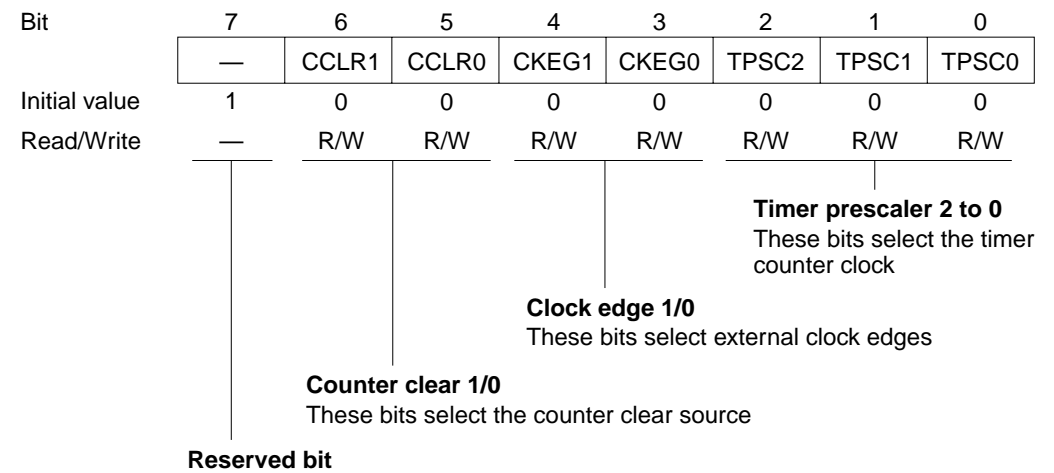 Bit 7 6 5 4 3 2 1 0
— CCLR1 CCLR0 CKEG1 CKEG0 TPSC2 TPSC1 TPSC0
Initial value 1 0 0 0 0 0 0 0
Read/Write — R/W R/W R/W R/W R/W R/W R/W
Timer prescaler 2 to 0
These bits select the timer
counter clock
Clock edge 1/0
These bits select external clock edges
Counter clear 1/0
These bits select the counter clear source
Reserved bit